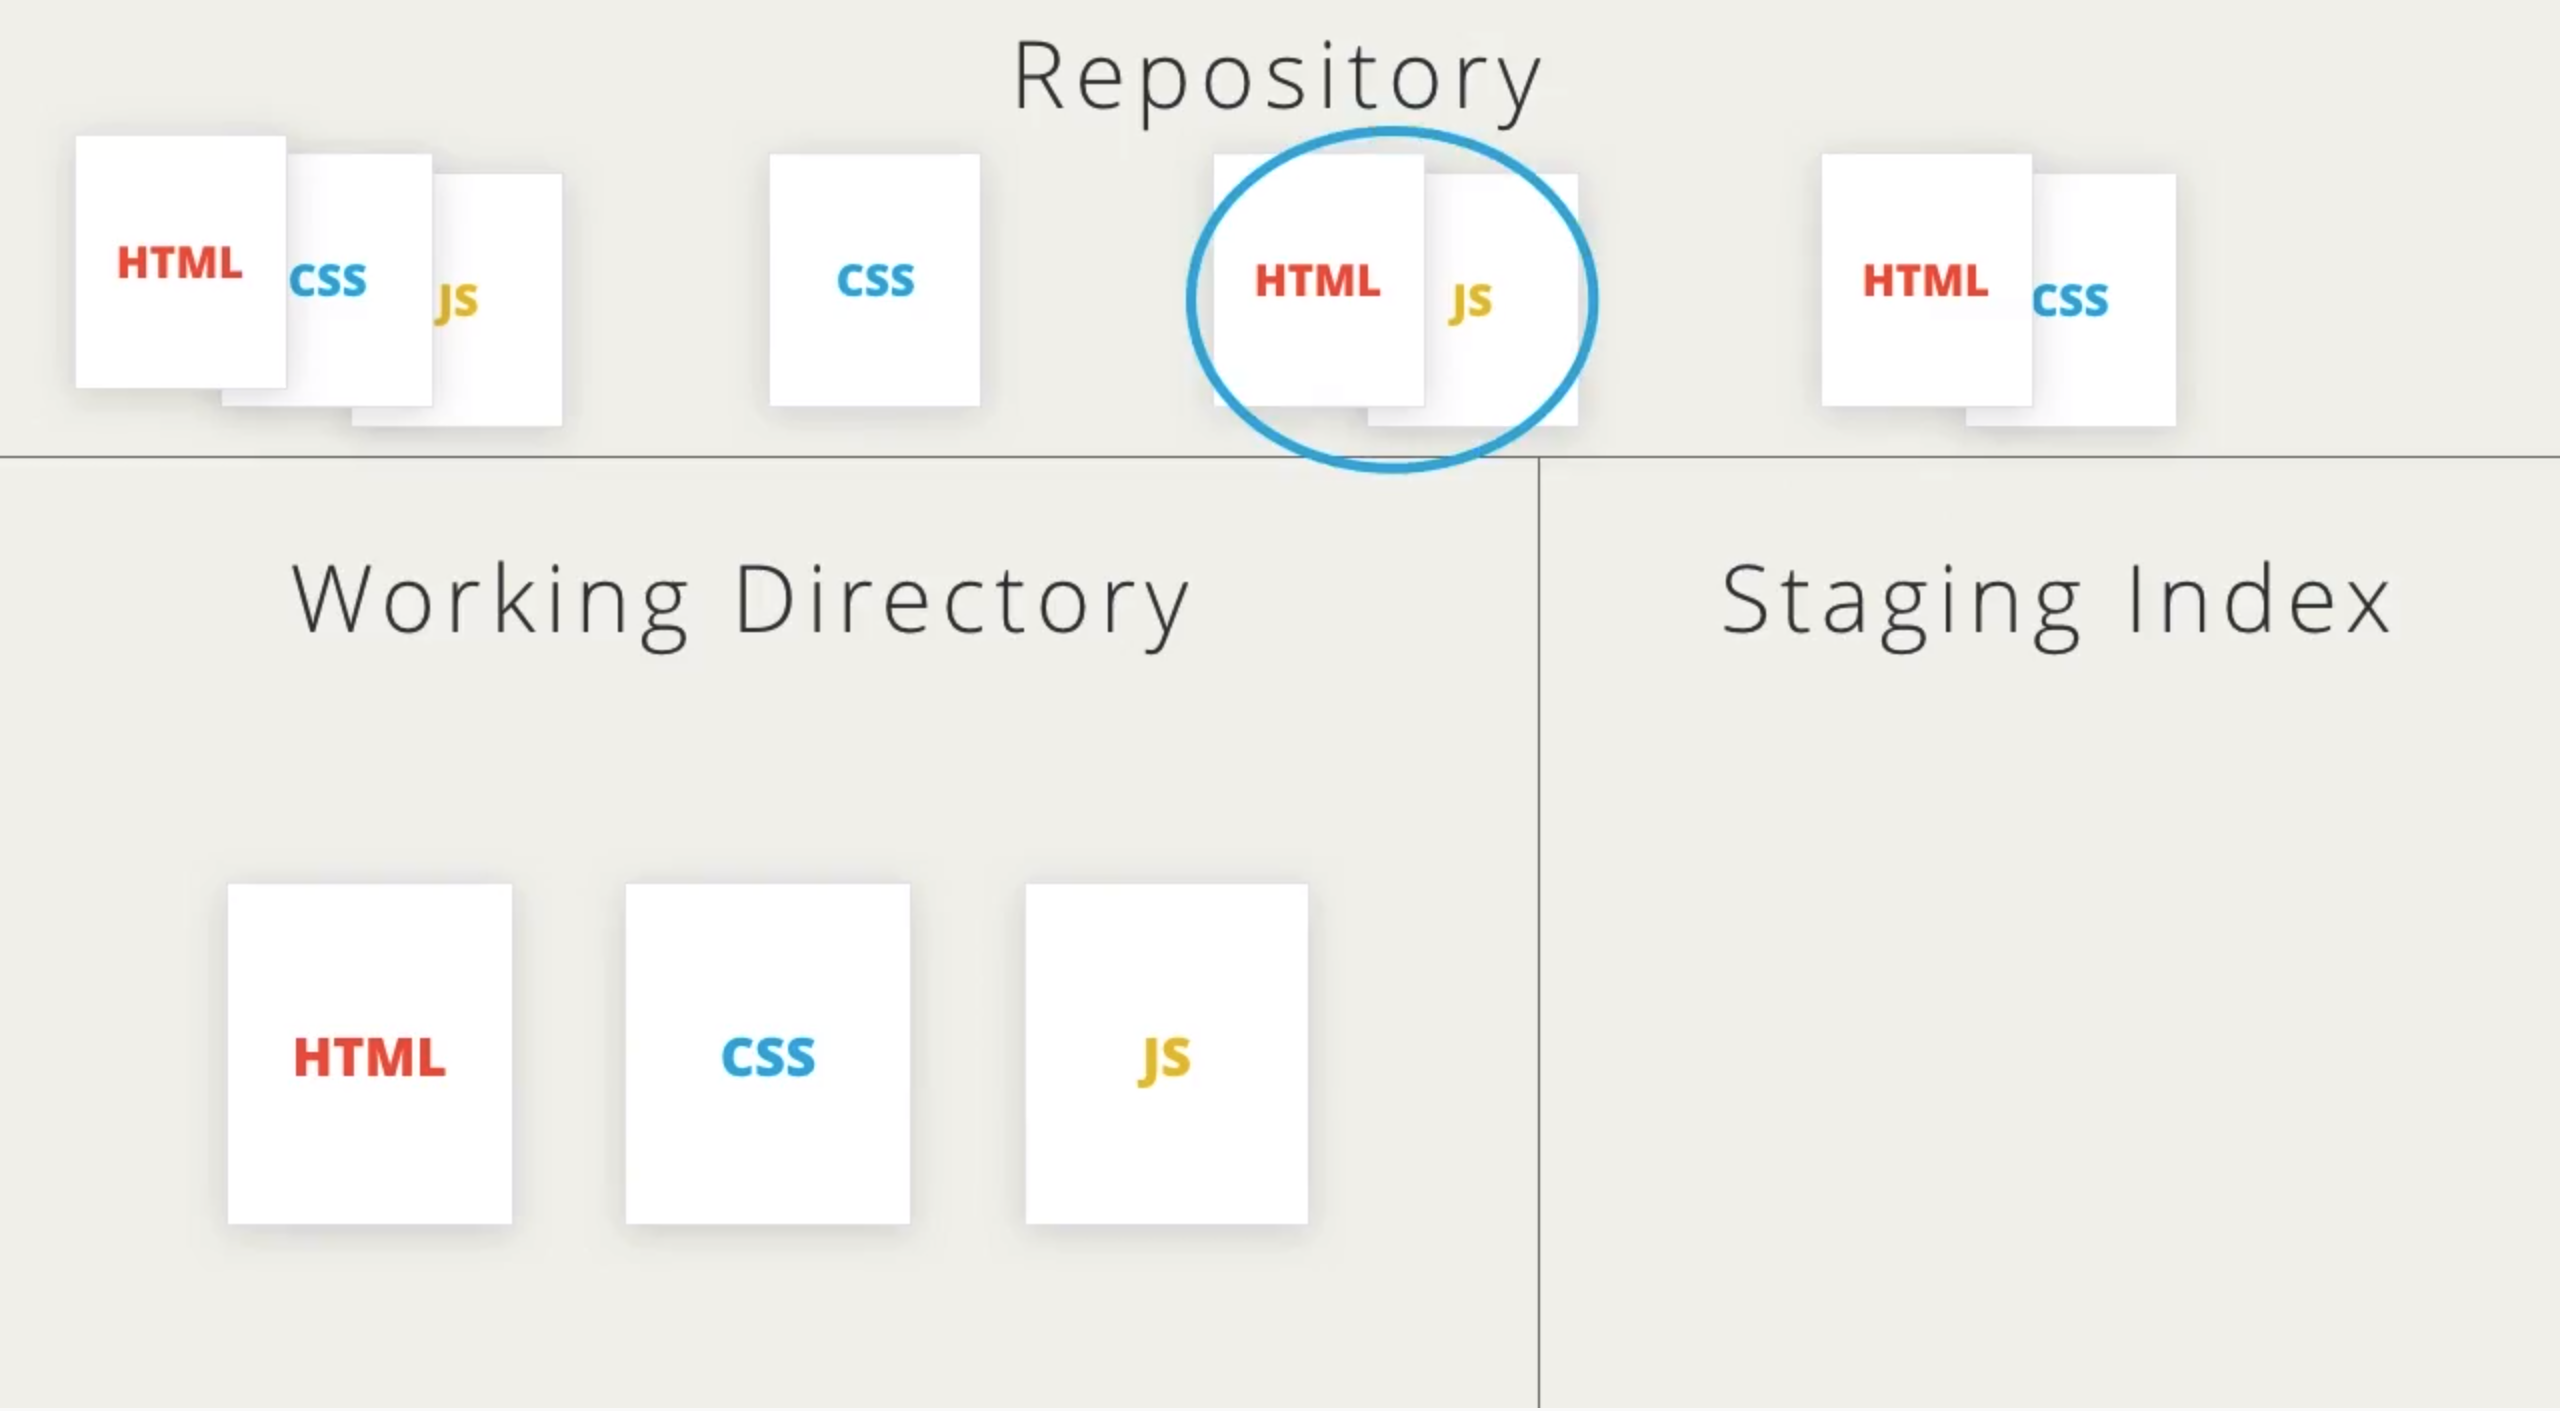 Repository
HTML CSS JS
CSS
HTML JS
HTML CSS
Working Directory
Staging Index
HTML
CSS
JS